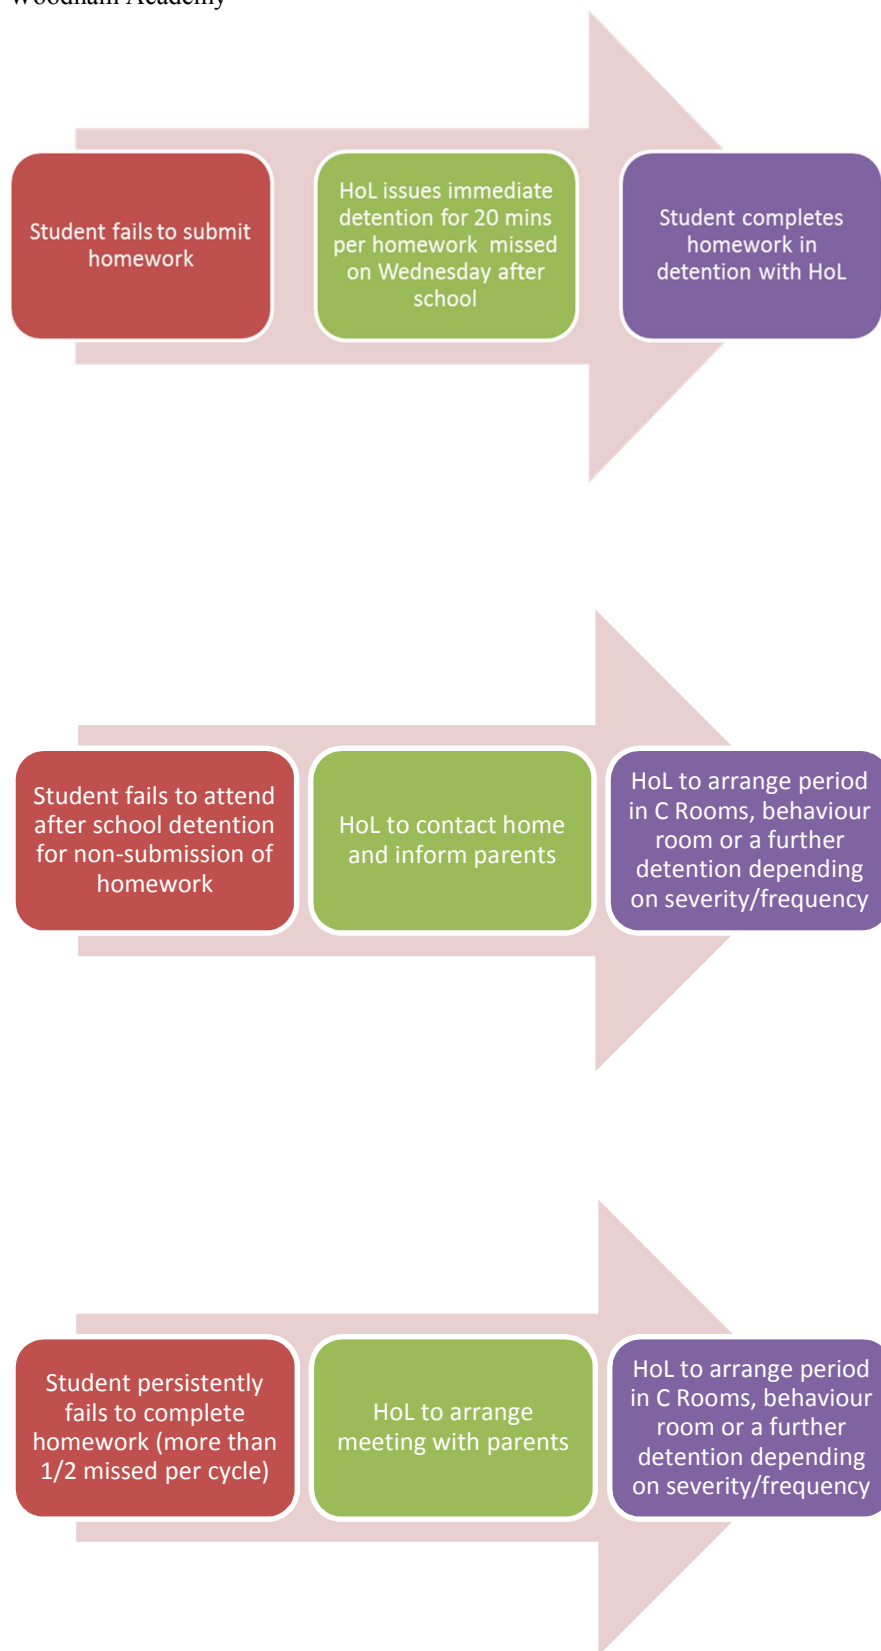 Woodham Academy
Student fails to submit
homework
HoL issues immediate
detention for 20 mins
per homework missed
on Wednesday after
school
Student completes
homework in
detention with HoL
Student fails to attend
after school detention
for non-submission of
homework
HoL to contact home
and inform parents
HoL to arrange period
in C Rooms, behaviour
room or a further
detention depending
on severity/frequency
Student persistently
fails to complete
homework (more than
1/2 missed per cycle)
HoL to arrange
meeting with parents
HoL to arrange period
in C Rooms, behaviour
room or a further
detention depending
on severity/frequency